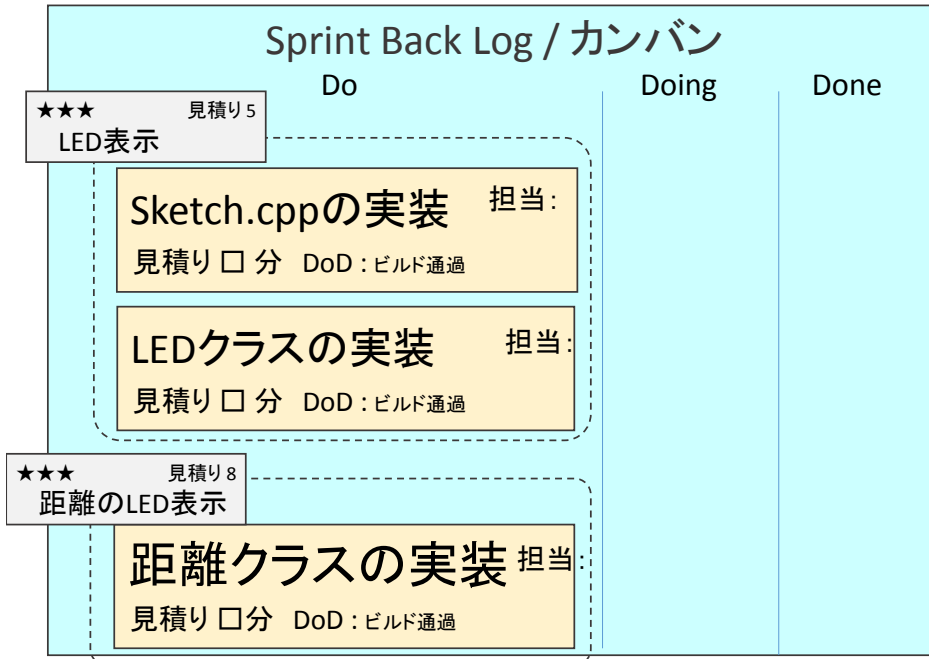 Sprint Back Log / カンバン
Do Doing Done
★★★ 見積り5
LED表示
Sketch.cppの実装 担当:
見積り □ 分 DoD : ビルド通過
LEDクラスの実装 担当:
見積り □ 分 DoD : ビルド通過
★★★ 見積り8
距離のLED表示
距離クラスの実装 担当:
見積り □分 DoD : ビルド通過